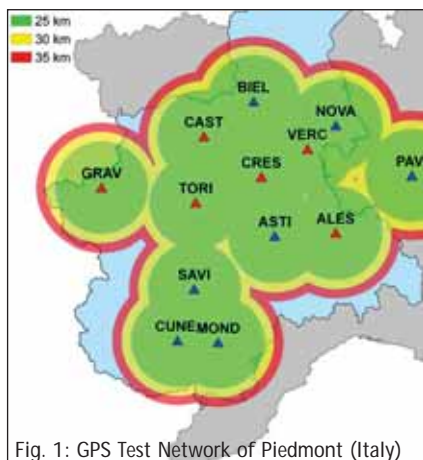 25 km
30 km
35 km
BIEL
NOVA
CAST
VERC
GRAV
CRES
PAV
TORI
ASTI
ALES
SAVI
CUNE MOND
Fig. 1: GPS Test Network of Piedmont (Italy)